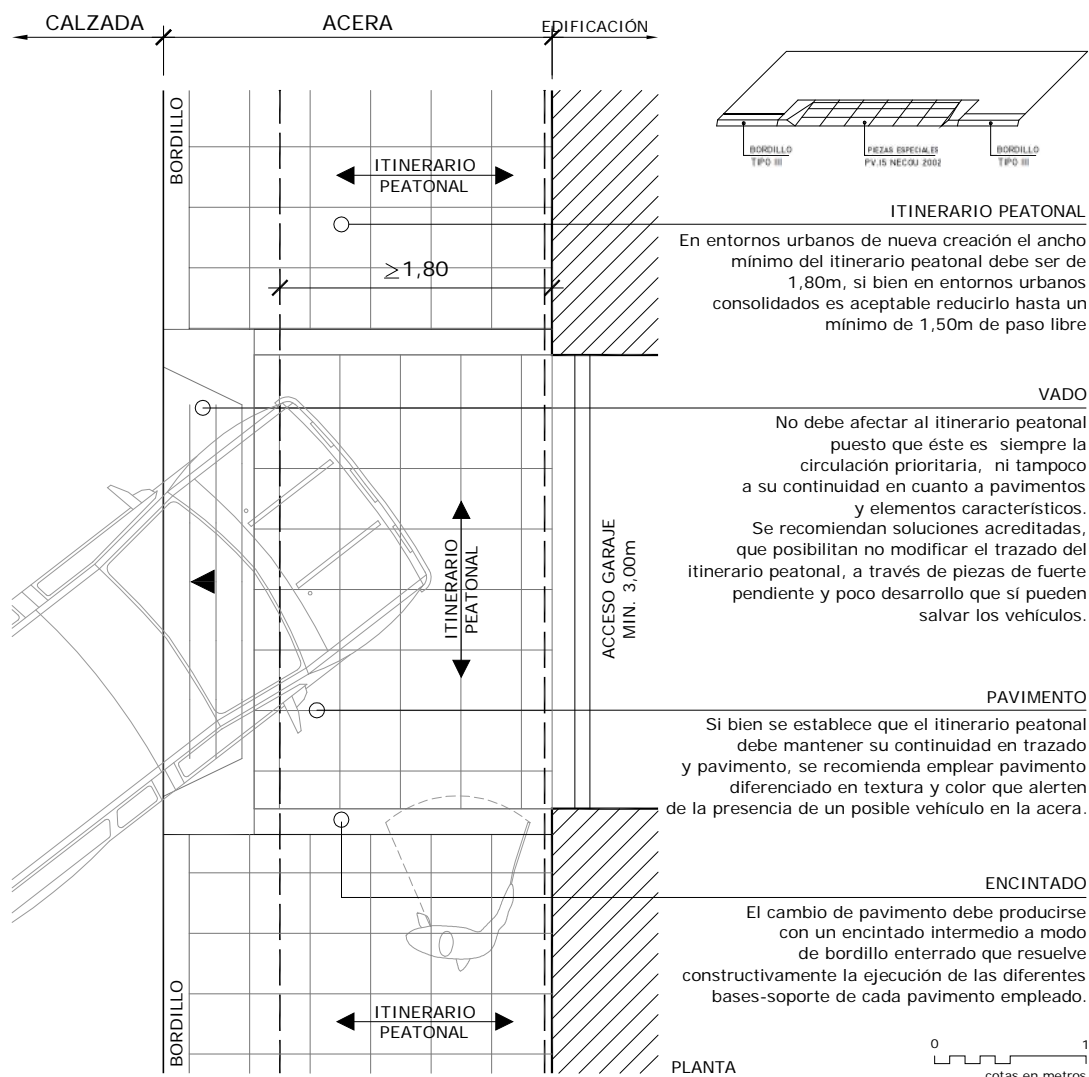 CALZADA
ACERA
EDIFICACIÓN
BORDILLO
ITINERARIO
PEATONAL
≥1,80
BORDILLO
TIPO III
PIEZAS ESPECIALES
PV.15 NECOU 2002
BORDILLO
TIPO III
ITINERARIO PEATONAL
En entornos urbanos de nueva creación el ancho
mínimo del itinerario peatonal debe ser de
1,80m, si bien en entornos urbanos
consolidados es aceptable reducirlo hasta un
mínimo de 1,50m de paso libre
VADO
No debe afectar al itinerario peatonal
puesto que éste es siempre la
circulación prioritaria, ni tampoco
a su continuidad en cuanto a pavimentos
y elementos característicos.
Se recomiendan soluciones acreditadas,
que posibilitan no modificar el trazado del
itinerario peatonal, a través de piezas de fuerte
pendiente y poco desarrollo que sí pueden
salvar los vehículos.
ITINERARIO
PEATONAL
ACCESO GARAJE
MIN. 3,00m
PAVIMENTO
Si bien se establece que el itinerario peatonal
debe mantener su continuidad en trazado
y pavimento, se recomienda emplear pavimento
diferenciado en textura y color que alerten
de la presencia de un posible vehículo en la acera.
ENCINTADO
El cambio de pavimento debe producirse
con un encintado intermedio a modo
de bordillo enterrado que resuelve
constructivamente la ejecución de las diferentes
bases-soporte de cada pavimento empleado.
BORDILLO
ITINERARIO
PEATONAL
PLANTA
0 1
cotas en metros